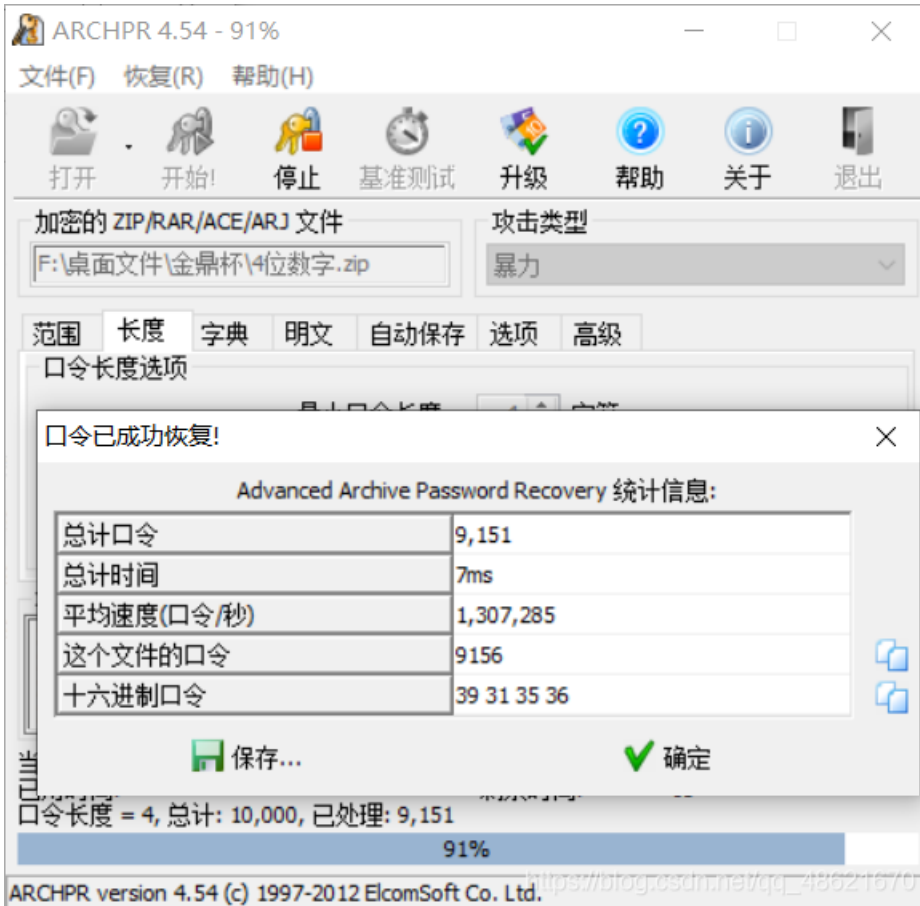 ARCHPR 4.54 - 91%
文件(F) 恢复(R) 帮助(H)
打开 开始! 停止 基准测试 升级 帮助 关于 退出
加密的 ZIP/RAR/ACE/ARJ 文件 攻击类型
F:\桌面文件\金鼎杯\4位数字.zip 暴力
范围 长度 字典 明文 自动保存 选项 高级
口令长度选项
口令已成功恢复!
Advanced Archive Password Recovery 统计信息:
总计口令 9,151
总计时间 7ms
平均速度(口令/秒) 1,307,285
这个文件的口令 9156
十六进制口令 39 31 35 36
保存... 确定
口令长度 = 4, 总计: 10,000, 已处理: 9,151
91%
ARCHPR version 4.54 (c) 1997-2012 ElcomSoft Co. Ltd.
https://blog.csdn.net/qq_48621670